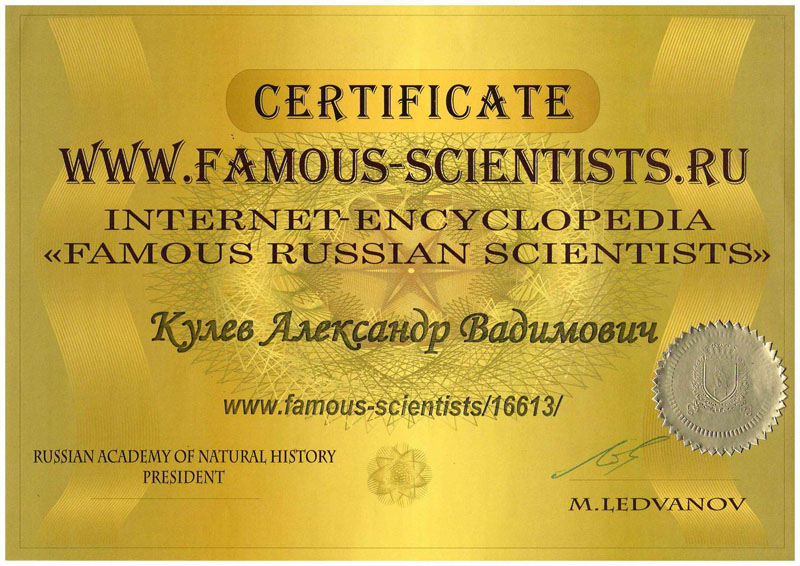 CERTIFICATE
WWW.FAMOUS-SCIENTISTS.RU
INTERNET-ENCYCLOPEDIA
«FAMOUS RUSSIAN SCIENTISTS»
Кулев Александр Вадимович
www.famous-scientists/16613/
RUSSIAN ACADEMY OF NATURAL HISTORY
PRESIDENT
M.LEDVANOV